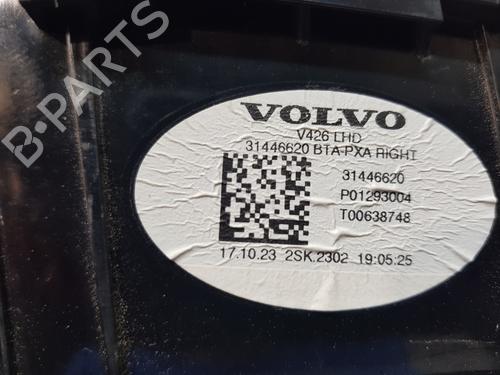 B-PARTS
VOLVO
V426 LHD
31446620 BTA-PXA RIGHT
31446620
P01293004
T00638748
17.10.23 2SK.2302 19:05:25